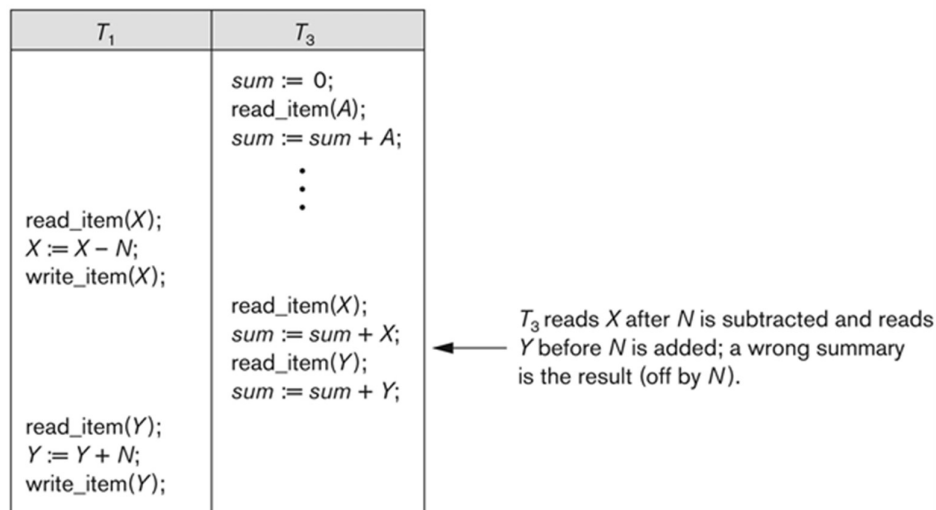 T1 T3
sum := 0;
read_item(A);
sum := sum + A;
read_item(X);
X := X – N;
write_item(X);
read_item(X);
sum := sum + X;
read_item(Y);
sum := sum + Y;
T3 reads X after N is subtracted and reads
Y before N is added; a wrong summary
is the result (off by N).
read_item(Y);
Y := Y + N;
write_item(Y);